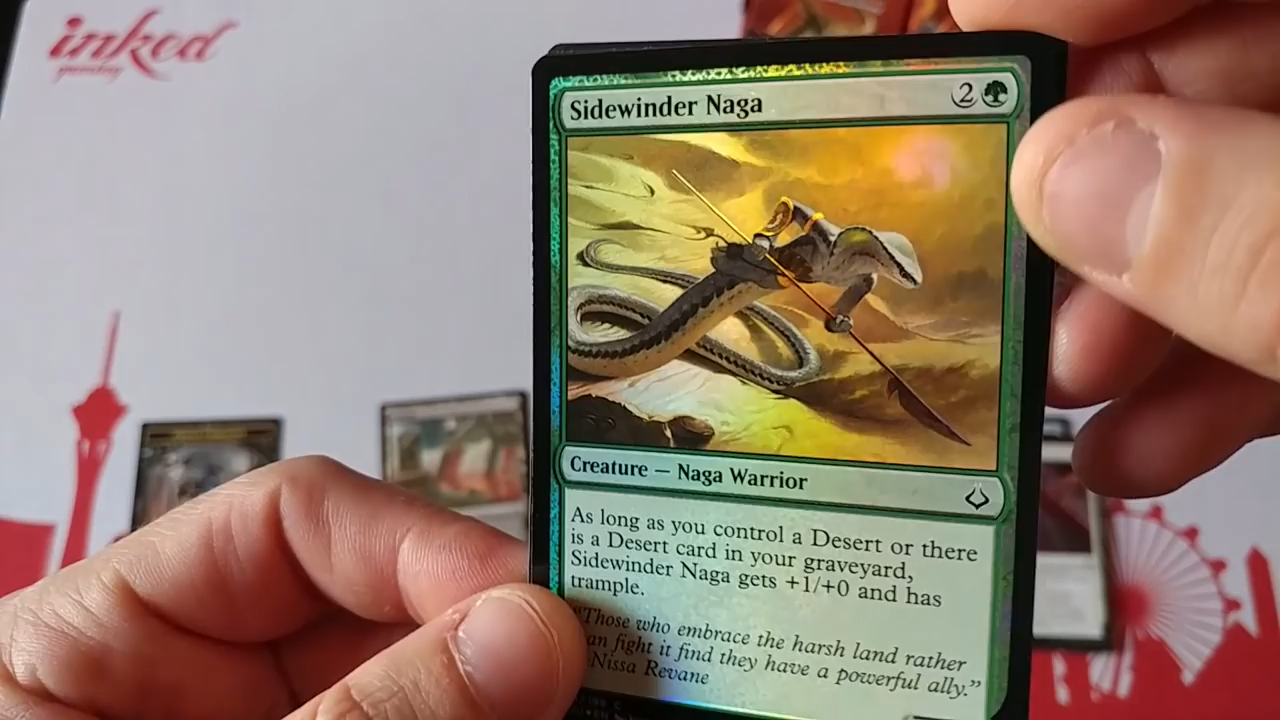 inked
gaming
Sidewinder Naga
2
Creature — Naga Warrior
As long as you control a Desert or there
is a Desert card in your graveyard,
Sidewinder Naga gets +1/+0 and has
trample.
"Those who embrace the harsh land rather
an fight it find they have a powerful ally."
Nissa Revane